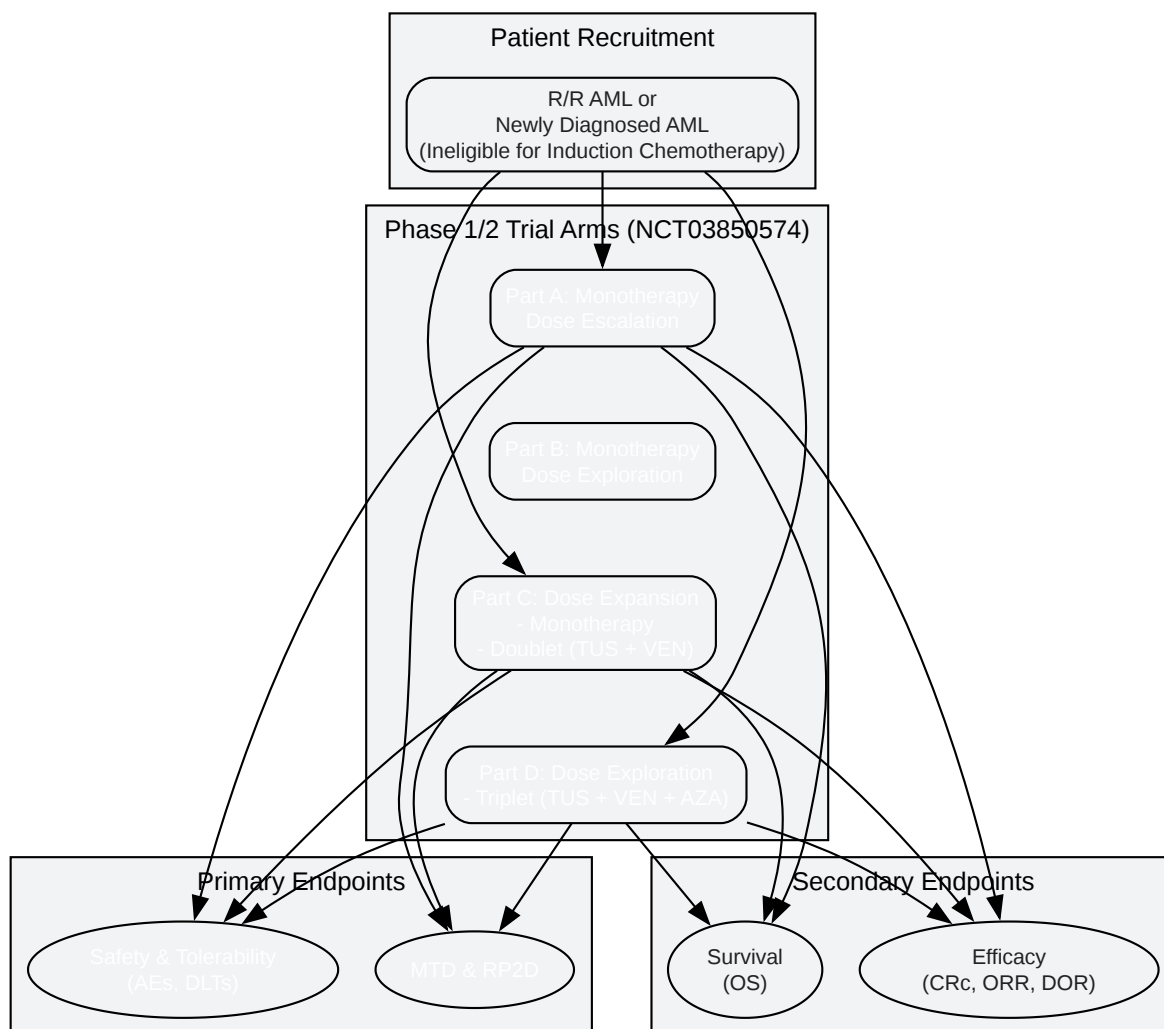 Patient Recruitment
R/R AML or
Newly Diagnosed AML
(Ineligible for Induction Chemotherapy)
Phase 1/2 Trial Arms (NCT03850574)
Part A: Monotherapy
Dose Escalation
Part B: Monotherapy
Dose Exploration
Part C: Dose Expansion
- Monotherapy
- Doublet (TUS + VEN)
Part D: Dose Exploration
- Triplet (TUS + VEN + AZA)
Primary Endpoints
Safety & Tolerability
(AEs, DLTs)
MTD & RP2D
Secondary Endpoints
Survival
(OS)
Efficacy
(CRc, ORR, DOR)